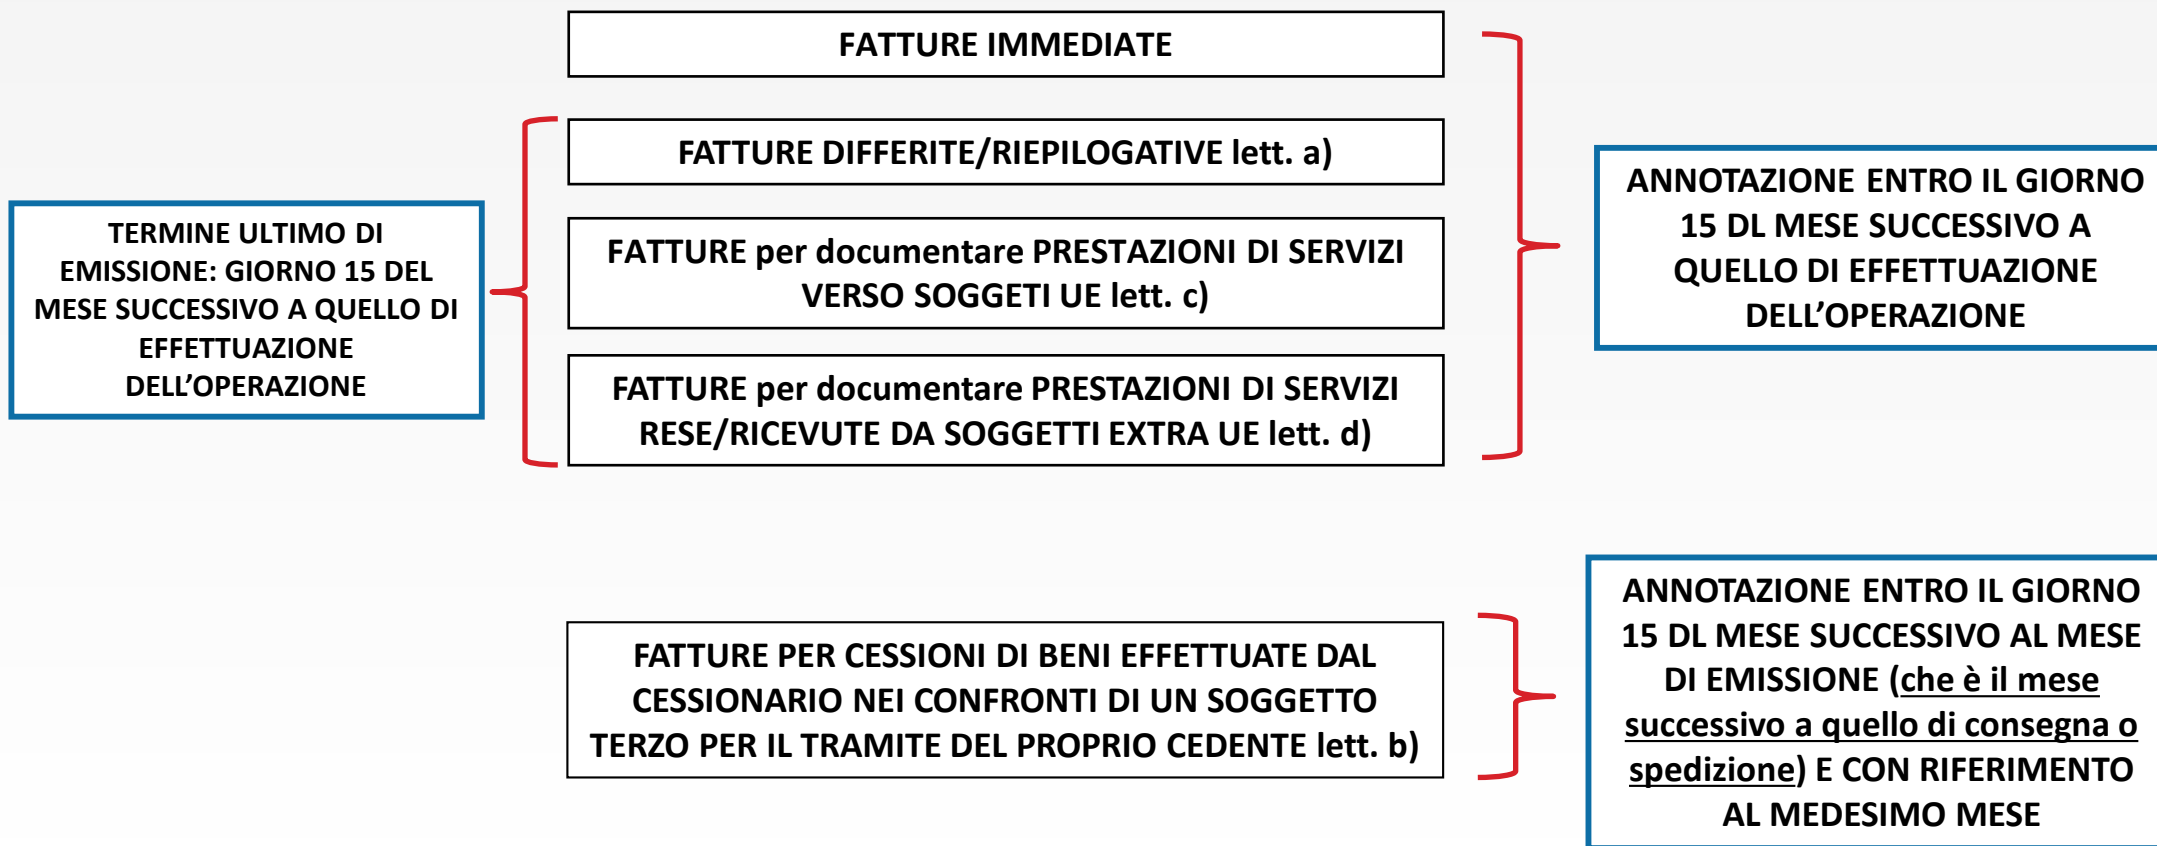 FATTURE IMMEDIATE
FATTURE DIFFERITE/RIEPILOGATIVE lett. a)
FATTURE per documentare PRESTAZIONI DI SERVIZI
VERSO SOGGETI UE lett. c)
FATTURE per documentare PRESTAZIONI DI SERVIZI
RESE/RICEVUTE DA SOGGETTI EXTRA UE lett. d)
TERMINE ULTIMO DI
EMISSIONE: GIORNO 15 DEL
MESE SUCCESSIVO A QUELLO DI
EFFETTUAZIONE
DELL’OPERAZIONE
ANNOTAZIONE ENTRO IL GIORNO
15 DL MESE SUCCESSIVO A
QUELLO DI EFFETTUAZIONE
DELL’OPERAZIONE
FATTURE PER CESSIONI DI BENI EFFETTUATE DAL
CESSIONARIO NEI CONFRONTI DI UN SOGGETTO
TERZO PER IL TRAMITE DEL PROPRIO CEDENTE lett. b)
ANNOTAZIONE ENTRO IL GIORNO
15 DL MESE SUCCESSIVO AL MESE
DI EMISSIONE (che è il mese
successivo a quello di consegna o
spedizione) E CON RIFERIMENTO
AL MEDESIMO MESE